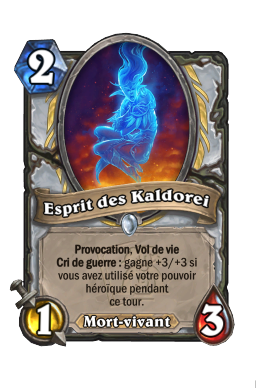 2
Esprit des Kaldorei
Provocation, Vol de vie
Cri de guerre : gagne +3/+3 si
vous avez utilisé votre pouvoir
héroïque pendant
ce tour.
1
Mort-vivant
3